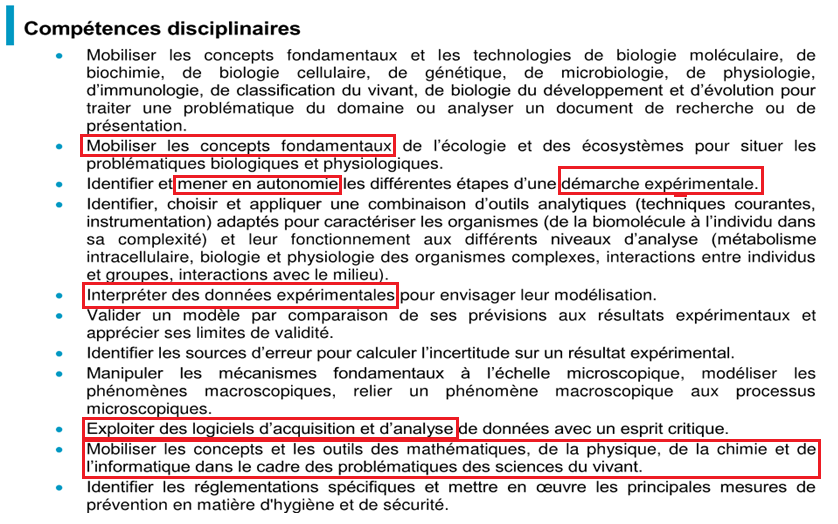 Compétences disciplinaires
• Mobiliser les concepts fondamentaux et les technologies de biologie moléculaire, de
biochimie, de biologie cellulaire, de génétique, de microbiologie, de physiologie,
d'immunologie, de classification du vivant, de biologie du développement et d'évolution pour
traiter une problématique du domaine ou analyser un document de recherche ou de
présentation.
• Mobiliser les concepts fondamentaux de l'écologie et des écosystèmes pour situer les
problématiques biologiques et physiologiques.
• Identifier et mener en autonomie les différentes étapes d'une démarche expérimentale.
• Identifier, choisir et appliquer une combinaison d'outils analytiques (techniques courantes,
instrumentation) adaptés pour caractériser les organismes (de la biomolécule à l'individu dans
sa complexité) et leur fonctionnement aux différents niveaux d'analyse (métabolisme
intracellulaire, biologie et physiologie des organismes complexes, interactions entre individus
et groupes, interactions avec le milieu).
• Interpréter des données expérimentales pour envisager leur modélisation.
• Valider un modèle par comparaison de ses prévisions aux résultats expérimentaux et
apprécier ses limites de validité.
• Identifier les sources d'erreur pour calculer l'incertitude sur un résultat expérimental.
• Manipuler les mécanismes fondamentaux à l'échelle microscopique, modéliser les
phénomènes macroscopiques, relier un phénomène macroscopique aux processus
microscopiques.
• Exploiter des logiciels d'acquisition et d'analyse de données avec un esprit critique.
• Mobiliser les concepts et les outils des mathématiques, de la physique, de la chimie et de
l'informatique dans le cadre des problématiques des sciences du vivant.
• Identifier les réglementations spécifiques et mettre en œuvre les principales mesures de
prévention en matière d'hygiène et de sécurité.